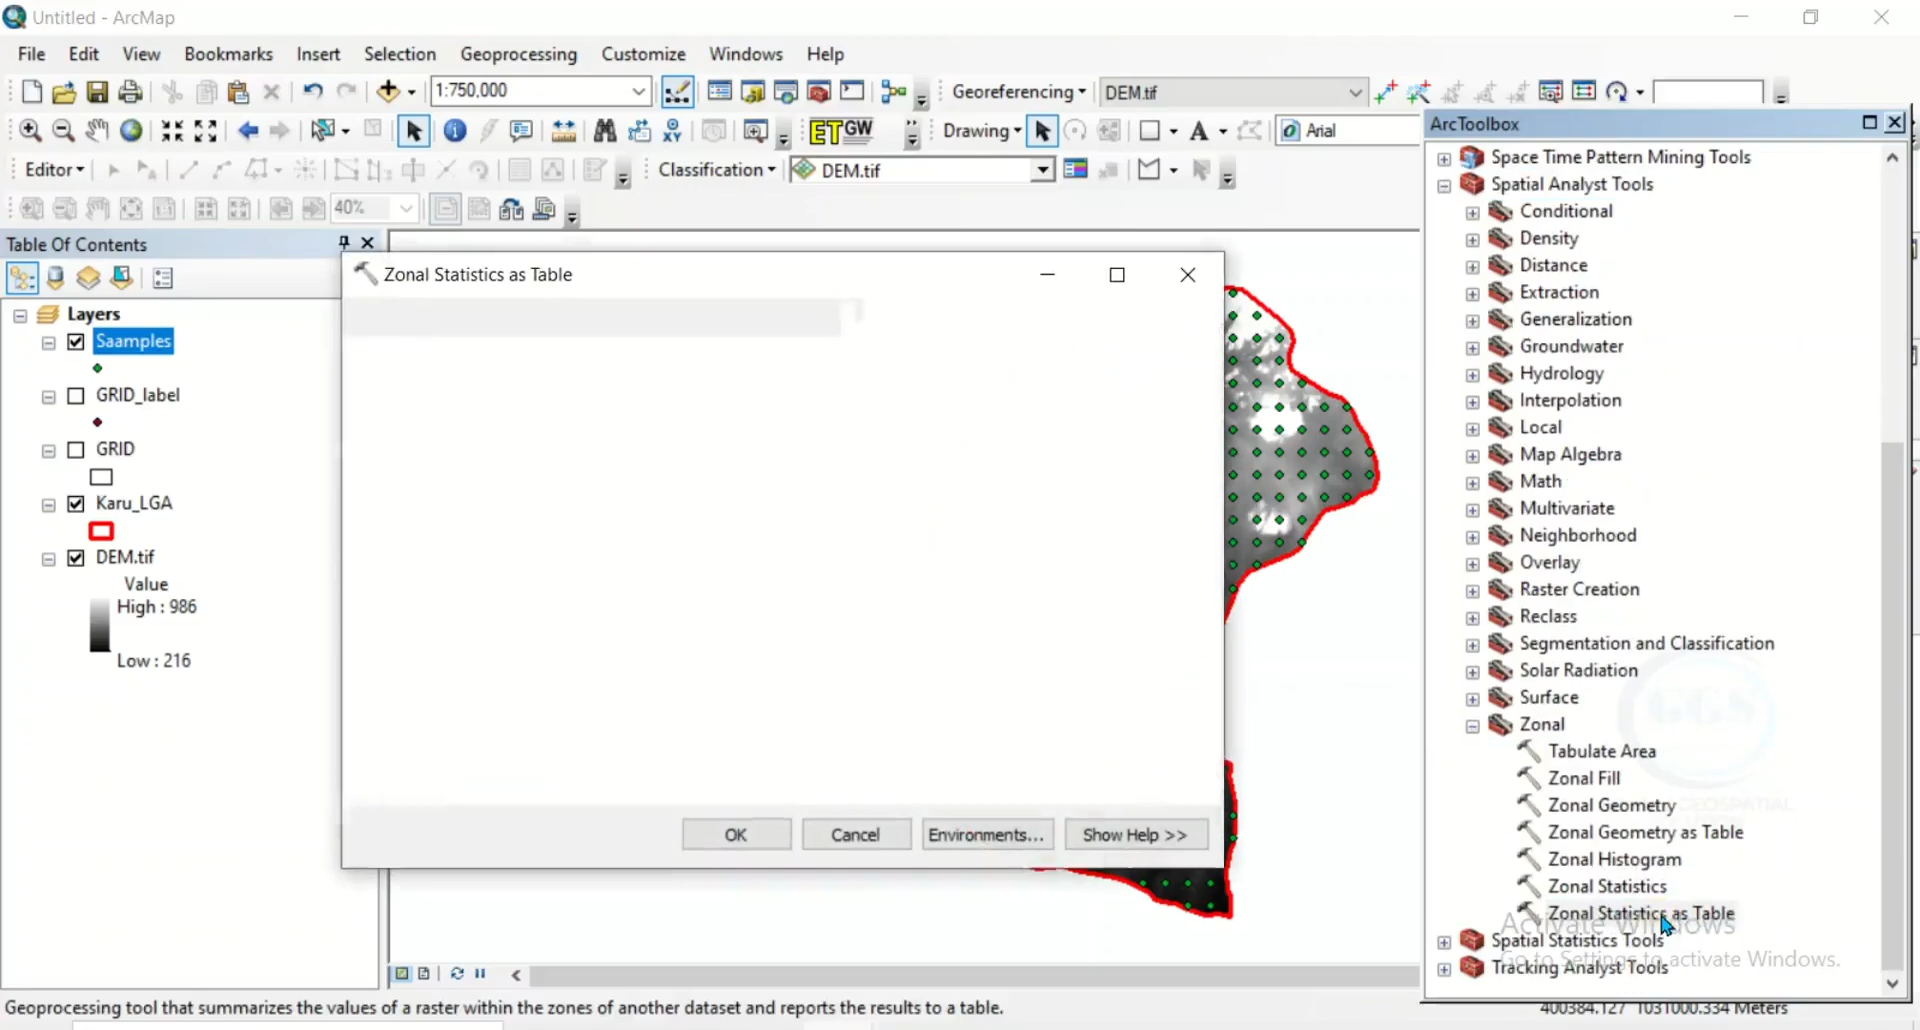 Untitled - ArcMap
File Edit View Bookmarks Insert Selection Geoprocessing Customize Windows Help
1:750,000 Georeferencing DEM.tif
ETGW Drawing A Arial
Editor Classification DEM.tif
40%
Table Of Contents
Layers
Saamples
GRID_label
GRID
Karu_LGA
DEM.tif
Value
High : 986
Low : 216
Zonal Statistics as Table
OK Cancel Environments... Show Help >>
ArcToolbox
Space Time Pattern Mining Tools
Spatial Analyst Tools
Conditional
Density
Distance
Extraction
Generalization
Groundwater
Hydrology
Interpolation
Local
Map Algebra
Math
Multivariate
Neighborhood
Overlay
Raster Creation
Reclass
Segmentation and Classification
Solar Radiation
Surface
Zonal
Tabulate Area
Zonal Fill
Zonal Geometry
Zonal Geometry as Table
Zonal Histogram
Zonal Statistics
Zonal Statistics as Table
Spatial Statistics Tools
Tracking Analyst Tools
GGS
GEOSPATIAL
Activate Windows
Go to Settings to activate Windows.
Geoprocessing tool that summarizes the values of a raster within the zones of another dataset and reports the results to a table.
400384.127 1031000.334 Meters